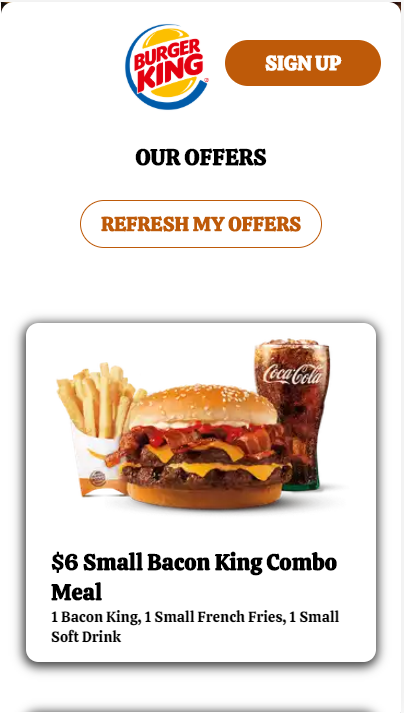 BURGER
KING
SIGN UP
OUR OFFERS
REFRESH MY OFFERS
Coca-Cola
$6 Small Bacon King Combo
Meal
1 Bacon King, 1 Small French Fries, 1 Small
Soft Drink